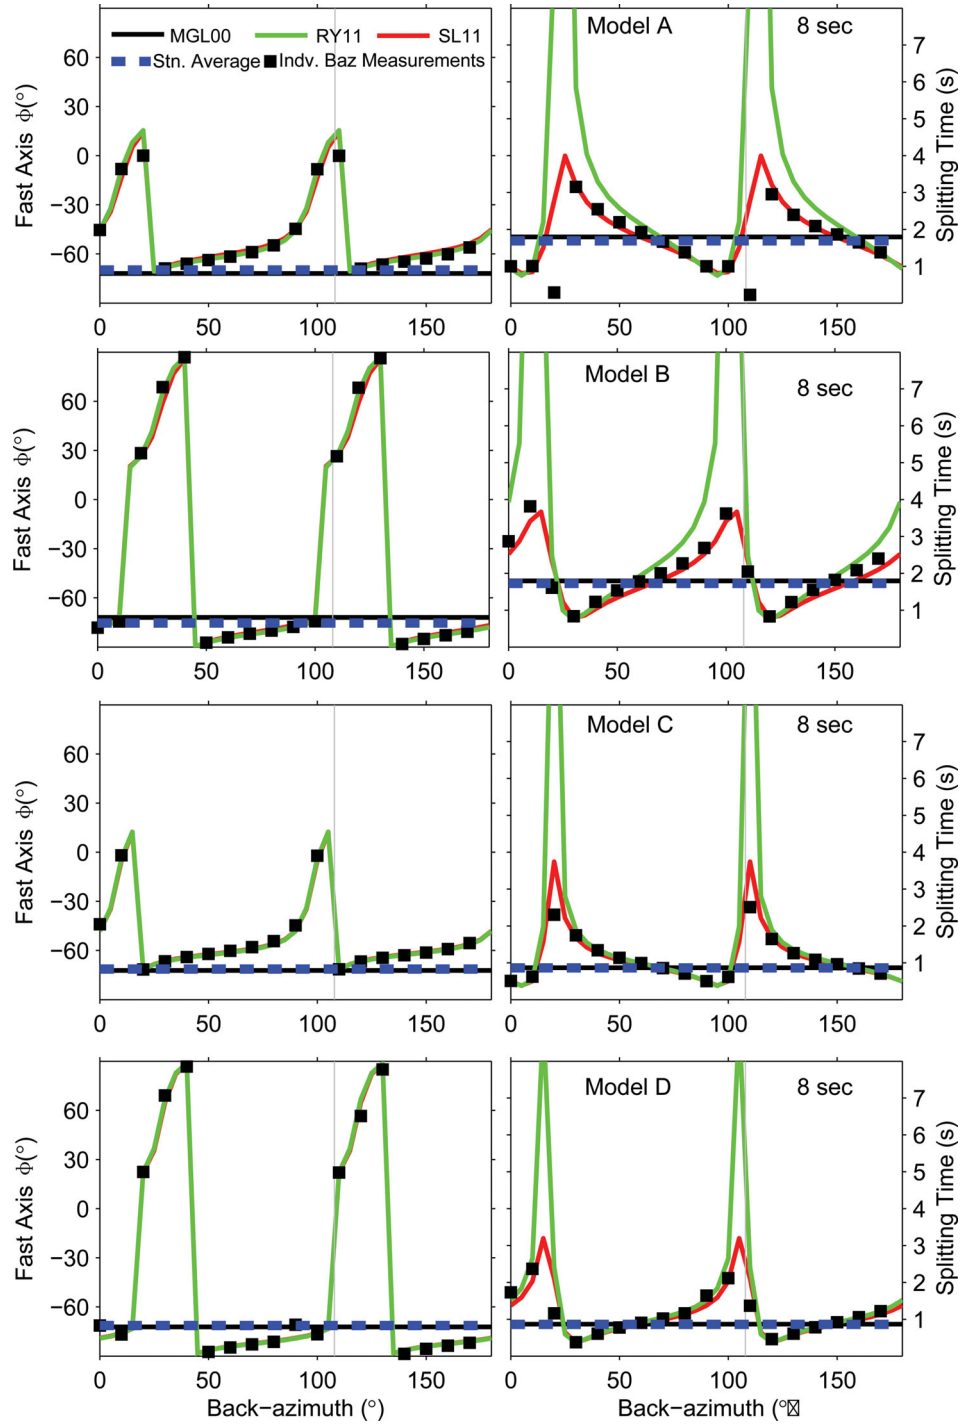 MGL00 RY11 SL11
Stn. Average Indv. Baz Measurements
Model A 8 sec
60
30
0
−30
−60
Fast Axis Φ(°)
7
6
5
4
3
2
1
Splitting Time (s)
0 50 100 150
0 50 100 150
Model B 8 sec
60
30
0
−30
−60
Fast Axis Φ(°)
7
6
5
4
3
2
1
Splitting Time (s)
0 50 100 150
0 50 100 150
Model C 8 sec
60
30
0
−30
−60
Fast Axis Φ(°)
7
6
5
4
3
2
1
Splitting Time (s)
0 50 100 150
0 50 100 150
Model D 8 sec
60
30
0
−30
−60
Fast Axis Φ(°)
7
6
5
4
3
2
1
Splitting Time (s)
0 50 100 150
0 50 100 150
Back−azimuth (°)
Back−azimuth (°